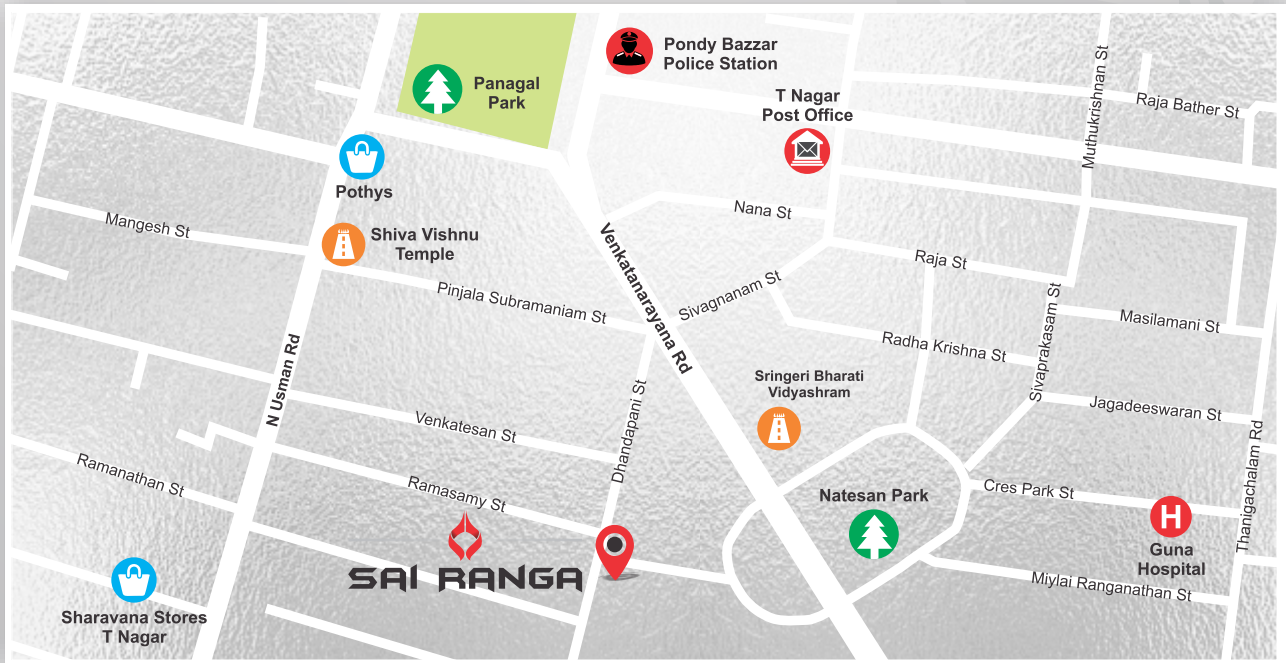 Pondy Bazzar
Police Station
Panagal
Park
T Nagar
Post Office
Raja Bather St
Muthukrishnan St
Pothys
Nana St
Mangesh St
Shiva Vishnu
Temple
Venkatanarayana Rd
Raja St
Pinjala Subramaniam St
Sivagnanam St
Masilamani St
Radha Krishna St
Sivaprakasam St
N Usman Rd
Sringeri Bharati
Vidyashram
Dhandapani St
Venkatesan St
Jagadeeswaran St
Thanigachalam Rd
Ramanathan St
Ramasamy St
Natesan Park
Cres Park St
H
Guna
Hospital
SAI RANGA
Miylai Ranganathan St
Sharavana Stores
T Nagar